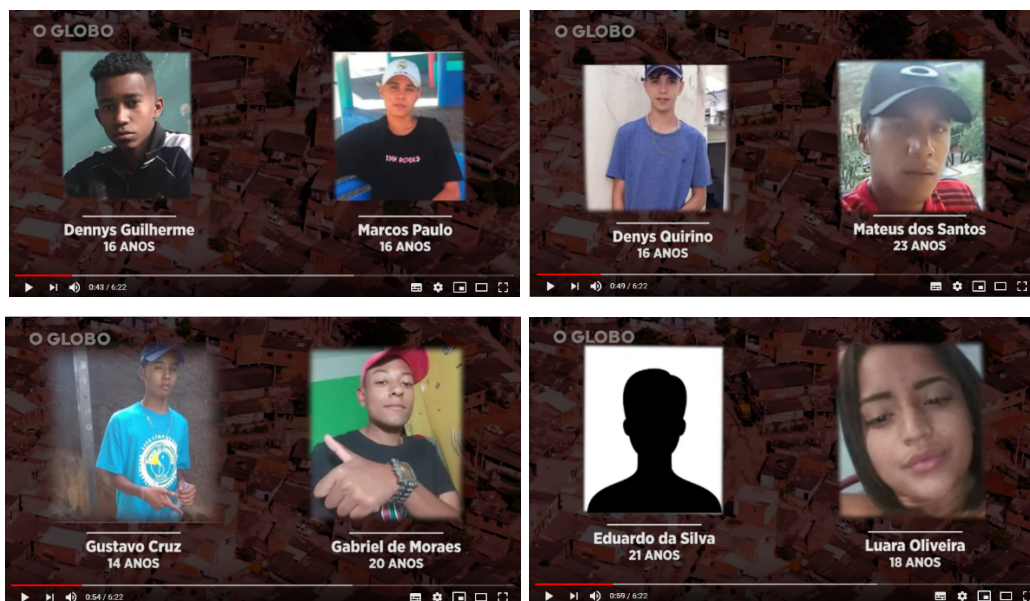 O GLOBO
Dennys Guilherme
16 ANOS
Marcos Paulo
16 ANOS
0:43 / 6:22
O GLOBO
Denys Quirino
16 ANOS
Mateus dos Santos
23 ANOS
0:49 / 6:22
O GLOBO
Gustavo Cruz
14 ANOS
Gabriel de Moraes
20 ANOS
0:54 / 6:22
O GLOBO
Eduardo da Silva
21 ANOS
Luara Oliveira
18 ANOS
0:59 / 6:22